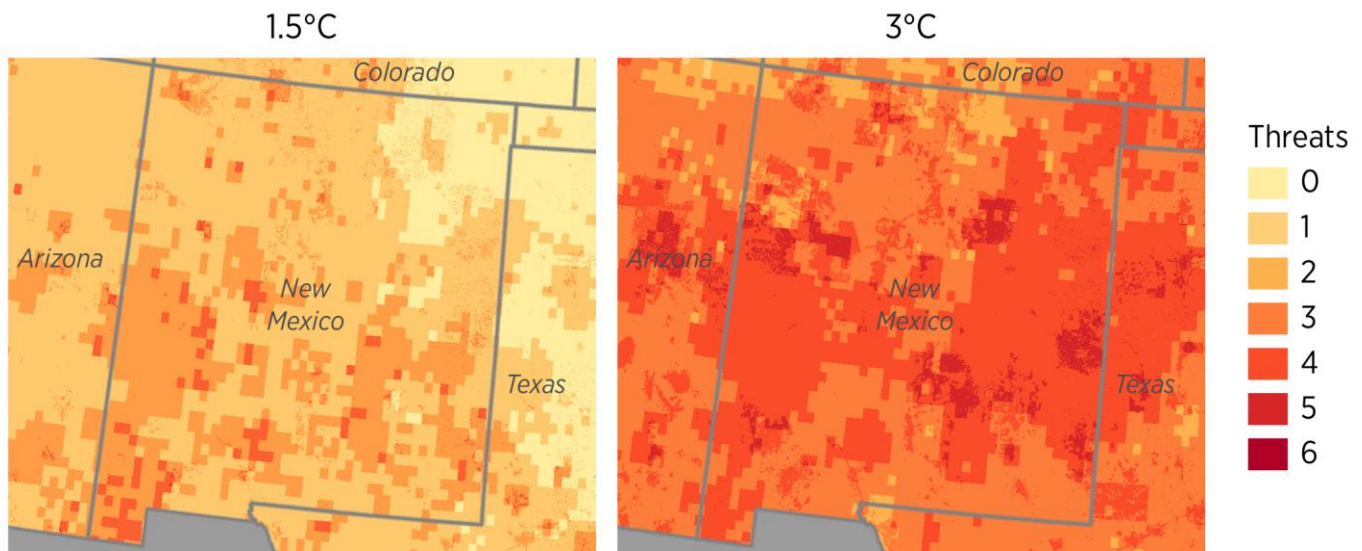 1.5°C
3°C
Colorado
Arizona
New
Mexico
Texas
Colorado
Arizona
New
Mexico
Texas
Threats
0
1
2
3
4
5
6